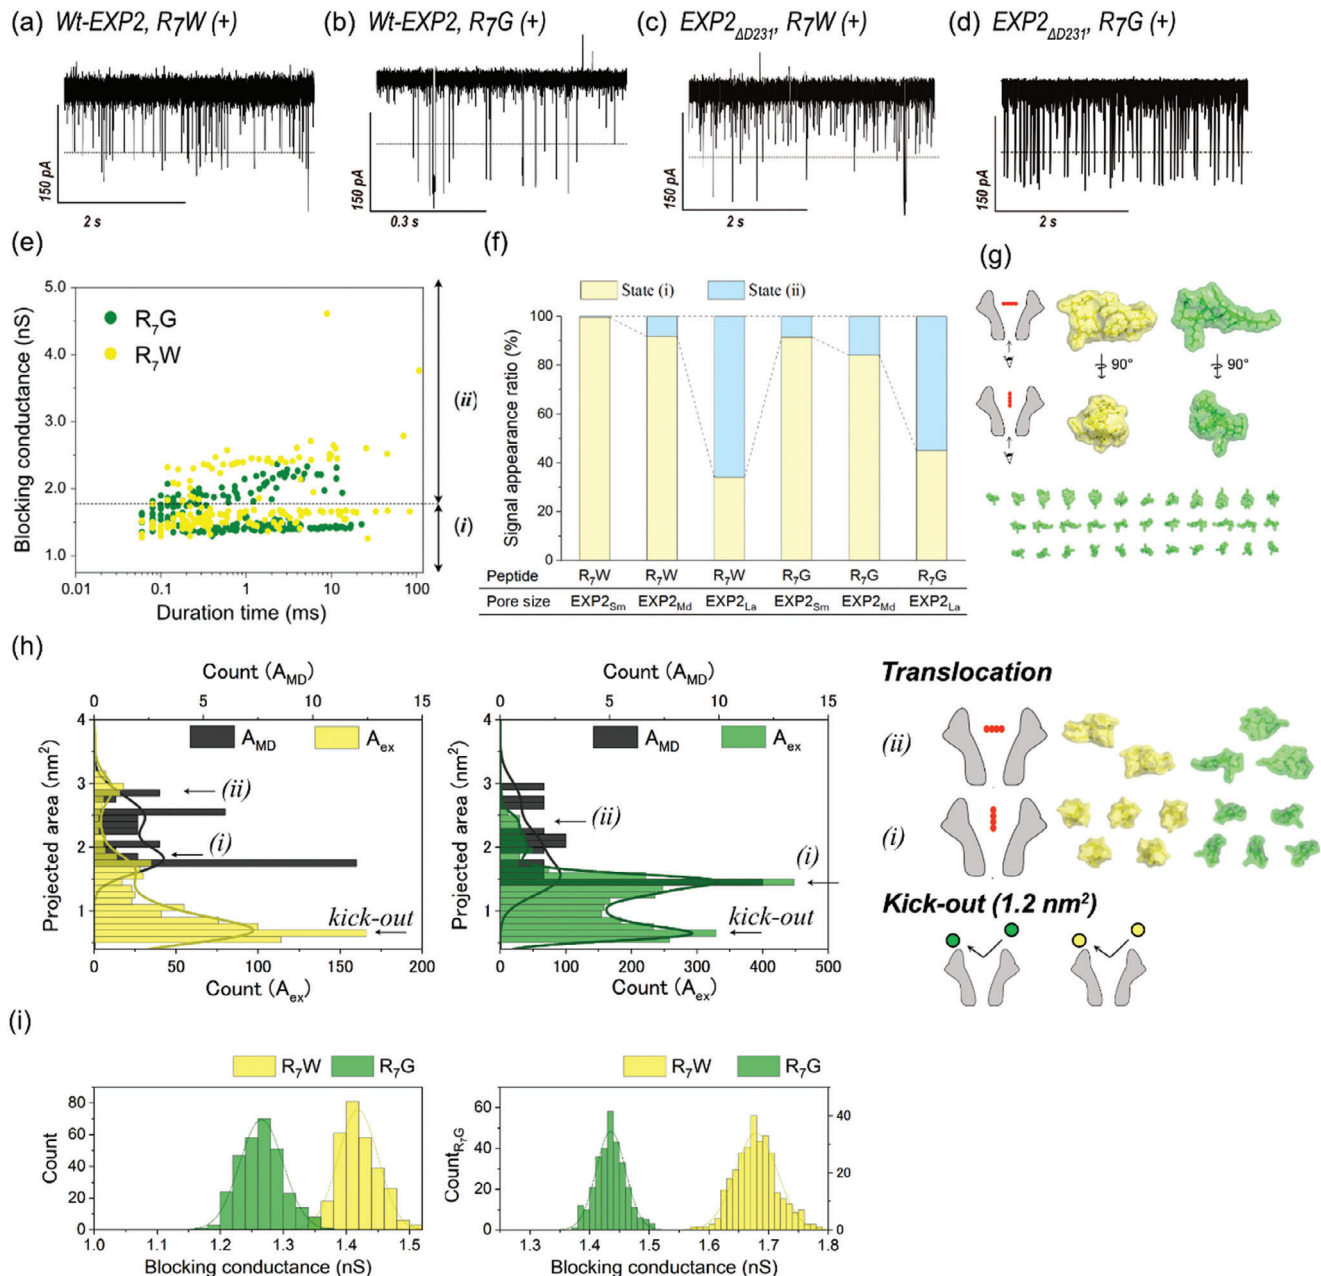 (a) Wt-EXP2, R7W (+)
(b) Wt-EXP2, R7G (+)
(c) EXP2ΔD231, R7W (+)
(d) EXP2ΔD231, R7G (+)
150 pA
2 s
150 pA
0.3 s
150 pA
2 s
150 pA
2 s
(e)
5.0
4.0
3.0
2.0
1.0
Blocking conductance (nS)
R7G
R7W
(ii)
(i)
0.01 0.1 1 10 100
Duration time (ms)
(f)
State (i) State (ii)
100
80
60
40
20
0
Signal appearance ratio (%)
Peptide R7W R7W R7W R7G R7G R7G
Pore size EXP2Sm EXP2Md EXP2La EXP2Sm EXP2Md EXP2La
(g)
90° 90°
(h)
Count (AMD)
0 5 10 15
AMD Aex
4
3
2
1
Projected area (nm²)
(ii)
(i)
kick-out
0 50 100 150 200
Count (Aex)
Count (AMD)
0 5 10 15
AMD Aex
4
3
2
1
Projected area (nm²)
(ii)
(i)
kick-out
0 100 200 300 400 500
Count (Aex)
Translocation
(ii)
(i)
Kick-out (1.2 nm²)
(i)
R7W R7G
80
60
40
20
0
Count
1.0 1.1 1.2 1.3 1.4 1.5
Blocking conductance (nS)
R7W R7G
60
40
20
0
CountR7G
40
20
0
1.3 1.4 1.5 1.6 1.7 1.8
Blocking conductance (nS)